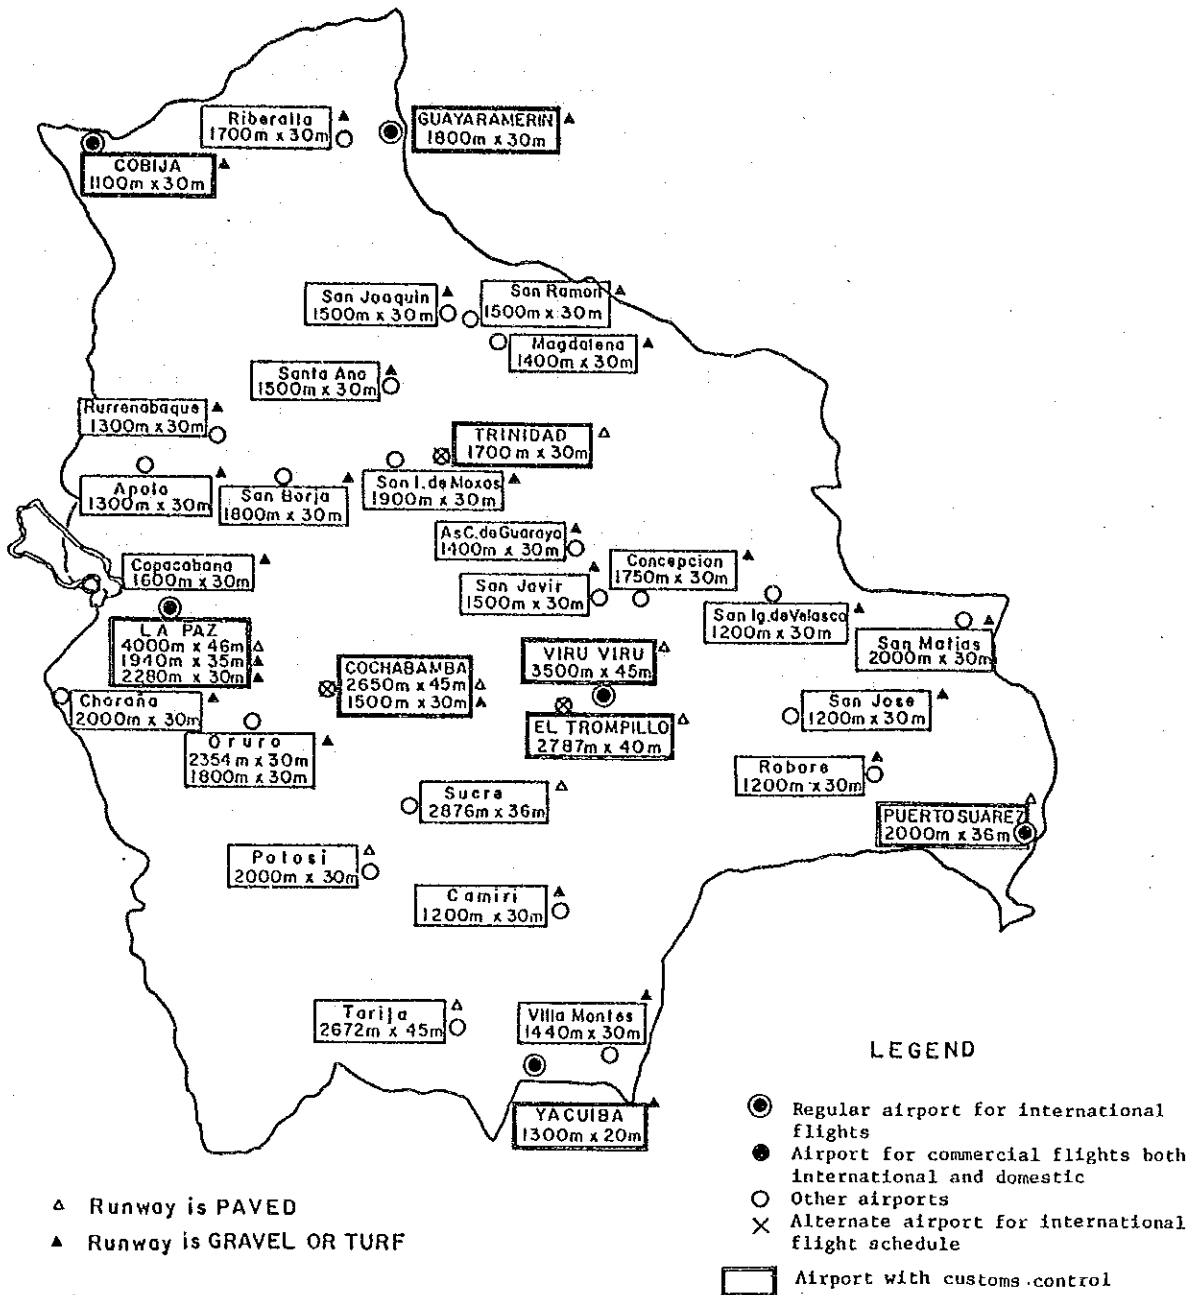 Riberalla
1700m x 30m
GUAYARAMERIN
1800m x 30m
COBIJA
1100m x 30m
San Joaquin
1500m x 30m
San Ramon
1500m x 30m
Magdalena
1400m x 30m
Santa Ana
1500m x 30m
Rurrenabaque
1300m x 30m
TRINIDAD
1700m x 30m
Apolo
1300m x 30m
San Borja
1800m x 30m
San I. de Moxos
1900m x 30m
AsC. de Guaraya
1400m x 30m
Copacabana
1600m x 30m
Concepcion
1750m x 30m
San Javir
1500m x 30m
San Ig. de Velasco
1200m x 30m
San Matias
2000m x 30m
LA PAZ
4000m x 46m
1940m x 35m
2280m x 30m
COCHABAMBA
2650m x 45m
1500m x 30m
VIRU VIRU
3500m x 45m
Charaña
2000m x 30m
San Jose
1200m x 30m
EL TROMPILLO
2787m x 40m
Oruro
2354m x 30m
1800m x 30m
Robore
1200m x 30m
Sucre
2876m x 36m
PUERTO SUAREZ
2000m x 36m
Potosi
2000m x 30m
Camiri
1200m x 30m
Tarija
2672m x 45m
Villa Montes
1440m x 30m
YACUIBA
1300m x 20m
LEGEND
Regular airport for international
flights
Airport for commercial flights both
international and domestic
Other airports
Alternate airport for international
flight schedule
Airport with customs control
Runway is PAVED
Runway is GRAVEL OR TURF